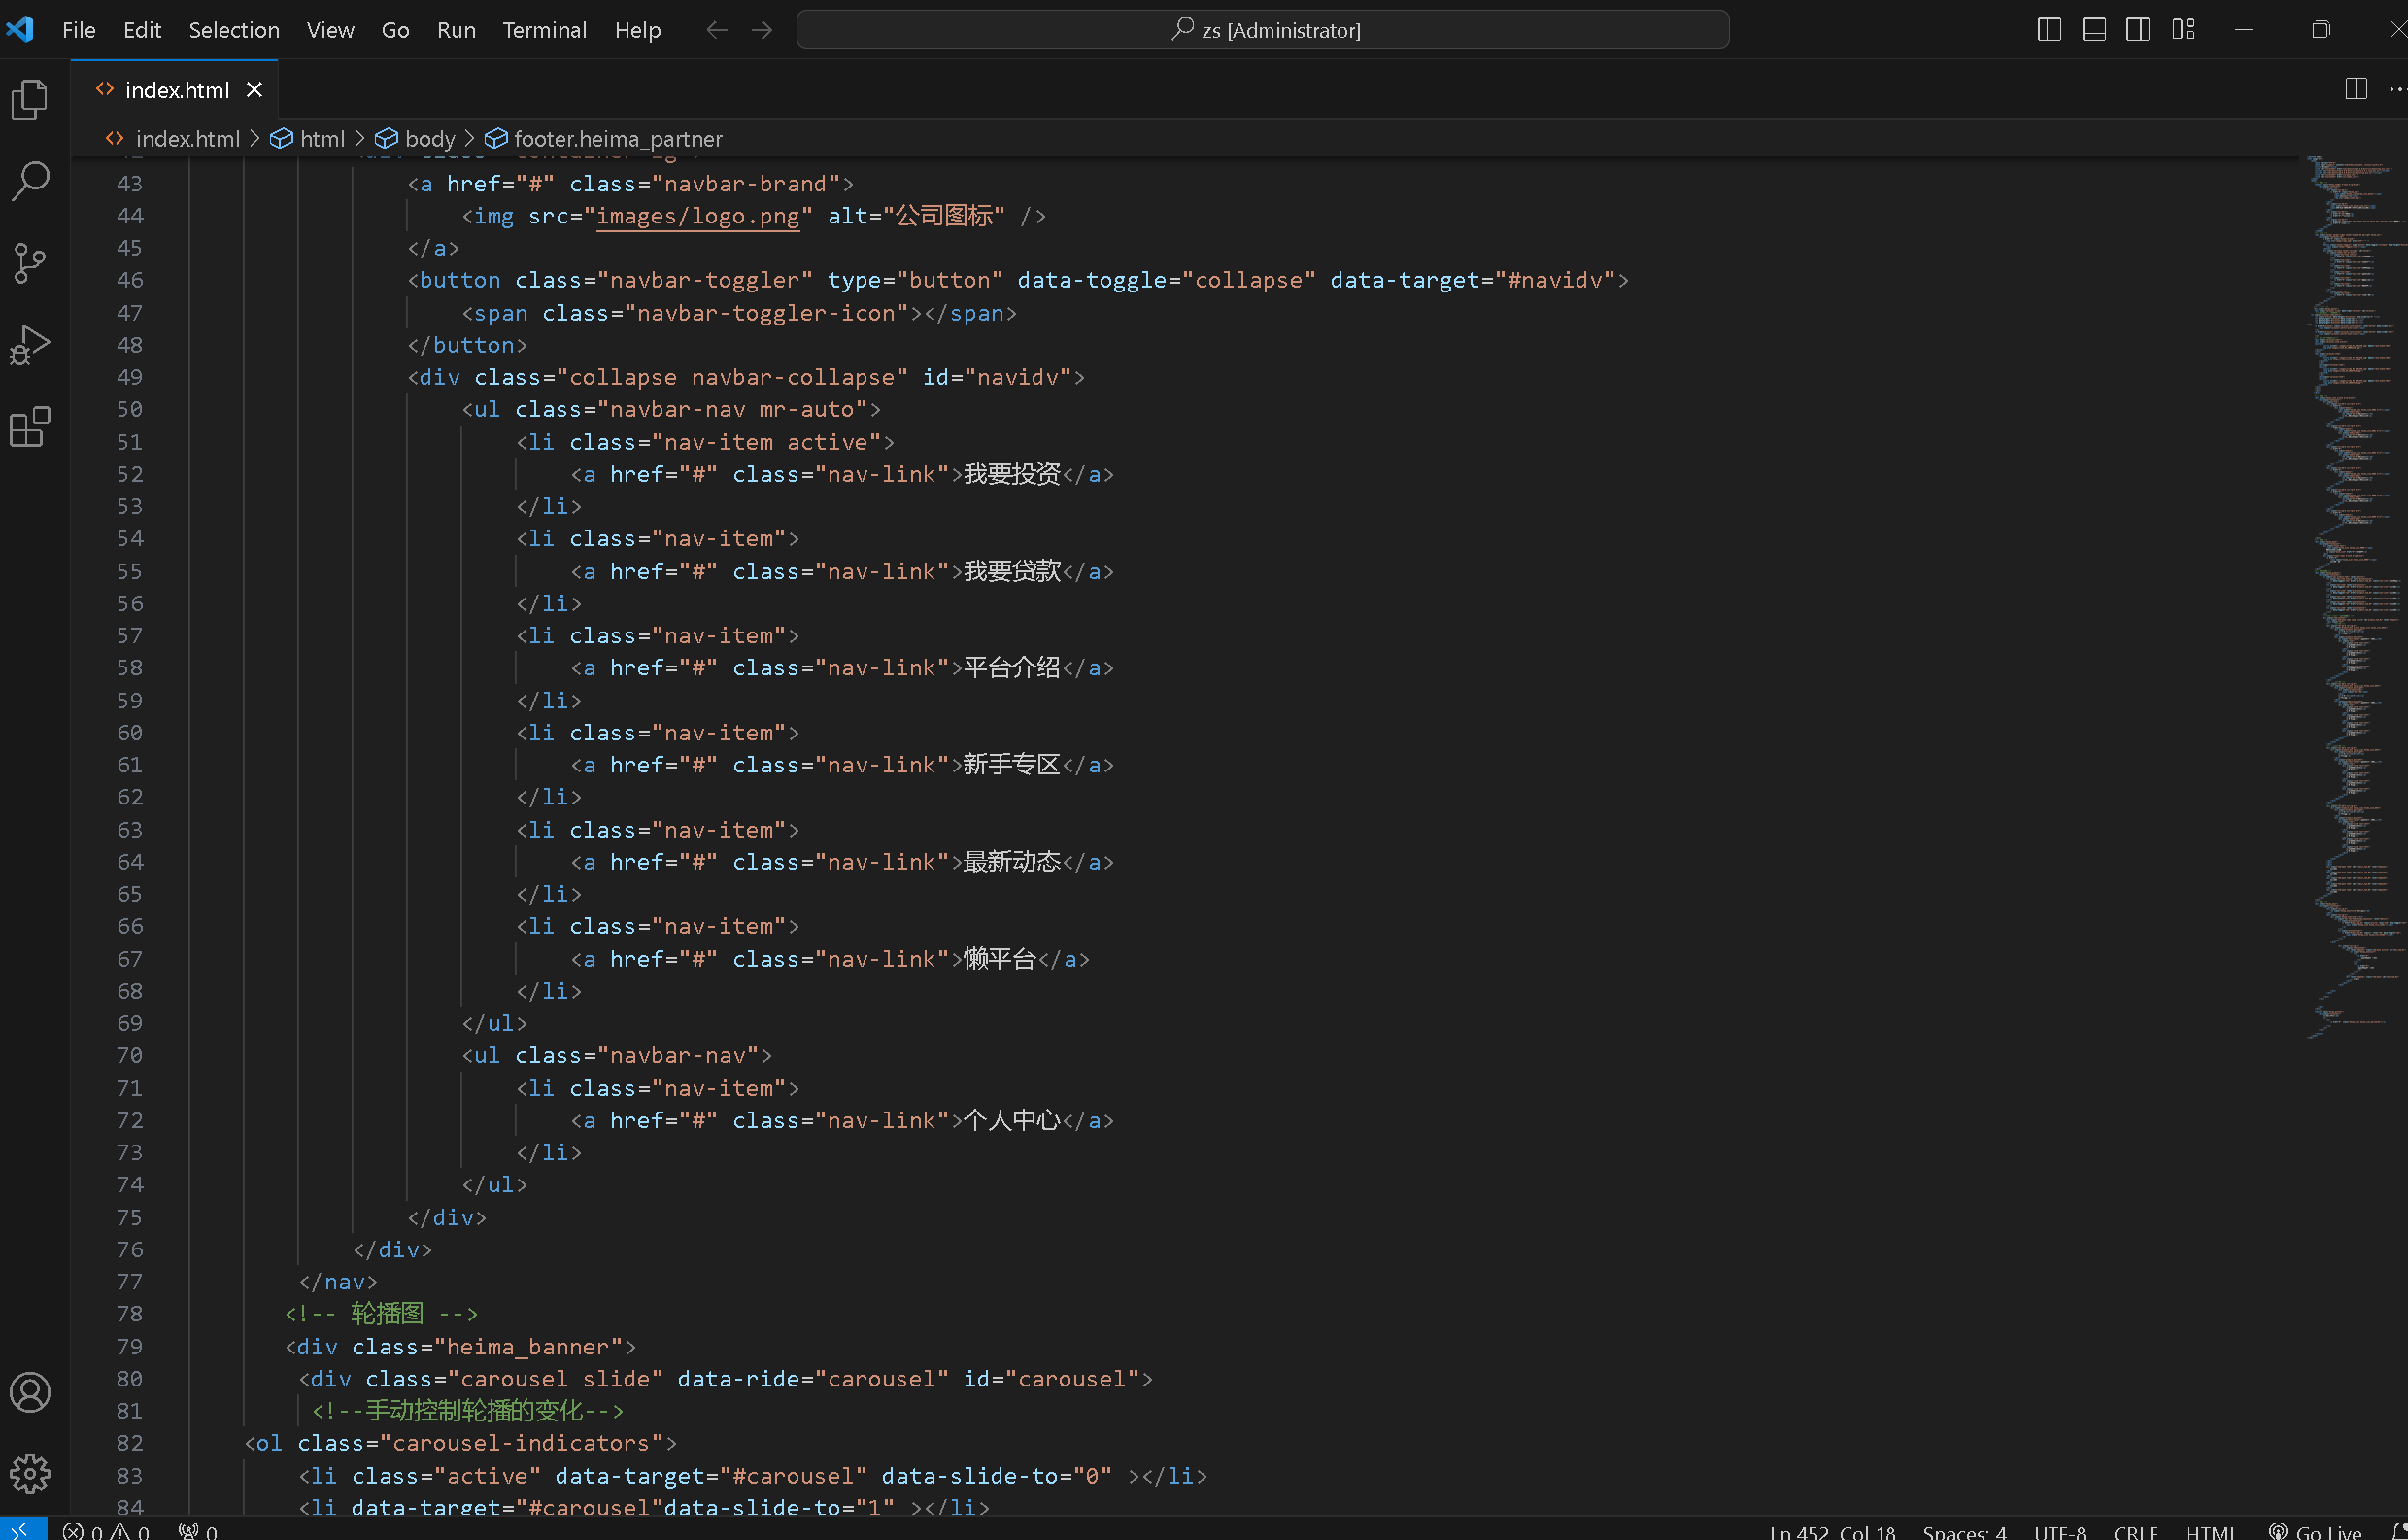 File Edit Selection View Go Run Terminal Help
zs [Administrator]
index.html
index.html > html > body > footer.heima_partner
43 <a href="#" class="navbar-brand">
44 <img src="images/logo.png" alt="公司图标" />
45 </a>
46 <button class="navbar-toggler" type="button" data-toggle="collapse" data-target="#navidv">
47 <span class="navbar-toggler-icon"></span>
48 </button>
49 <div class="collapse navbar-collapse" id="navidv">
50 <ul class="navbar-nav mr-auto">
51 <li class="nav-item active">
52 <a href="#" class="nav-link">我要投资</a>
53 </li>
54 <li class="nav-item">
55 <a href="#" class="nav-link">我要贷款</a>
56 </li>
57 <li class="nav-item">
58 <a href="#" class="nav-link">平台介绍</a>
59 </li>
60 <li class="nav-item">
61 <a href="#" class="nav-link">新手专区</a>
62 </li>
63 <li class="nav-item">
64 <a href="#" class="nav-link">最新动态</a>
65 </li>
66 <li class="nav-item">
67 <a href="#" class="nav-link">懒平台</a>
68 </li>
69 </ul>
70 <ul class="navbar-nav">
71 <li class="nav-item">
72 <a href="#" class="nav-link">个人中心</a>
73 </li>
74 </ul>
75 </div>
76 </div>
77 </nav>
78 <!-- 轮播图 -->
79 <div class="heima_banner">
80 <div class="carousel slide" data-ride="carousel" id="carousel">
81 <!--手动控制轮播的变化-->
82 <ol class="carousel-indicators">
83 <li class="active" data-target="#carousel" data-slide-to="0" ></li>
84 <li data-target="#carousel"data-slide-to="1" ></li>
0 0 0 Ln 452, Col 18 Spaces: 4 UTF-8 CRLF HTML Go Live